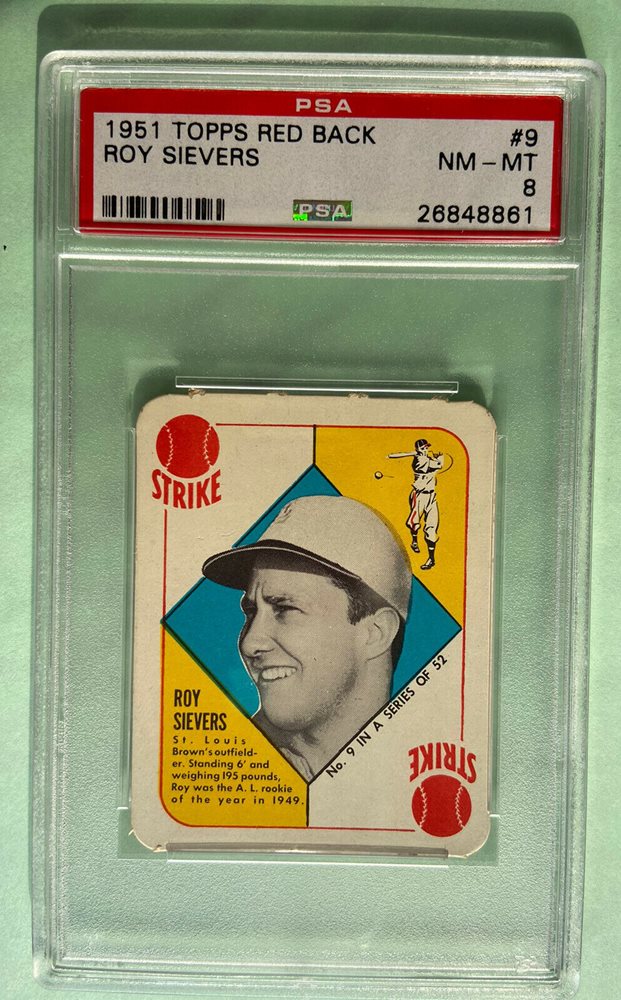 PSA
1951 TOPPS RED BACK #9
ROY SIEVERS NM-MT
8
PSA 26848861
STRIKE
ROY
SIEVERS
St. Louis
Brown's outfield-
er. Standing 6' and
weighing 195 pounds,
Roy was the A. L. rookie
of the year in 1949.
No. 9 IN A SERIES OF 52
STRIKE